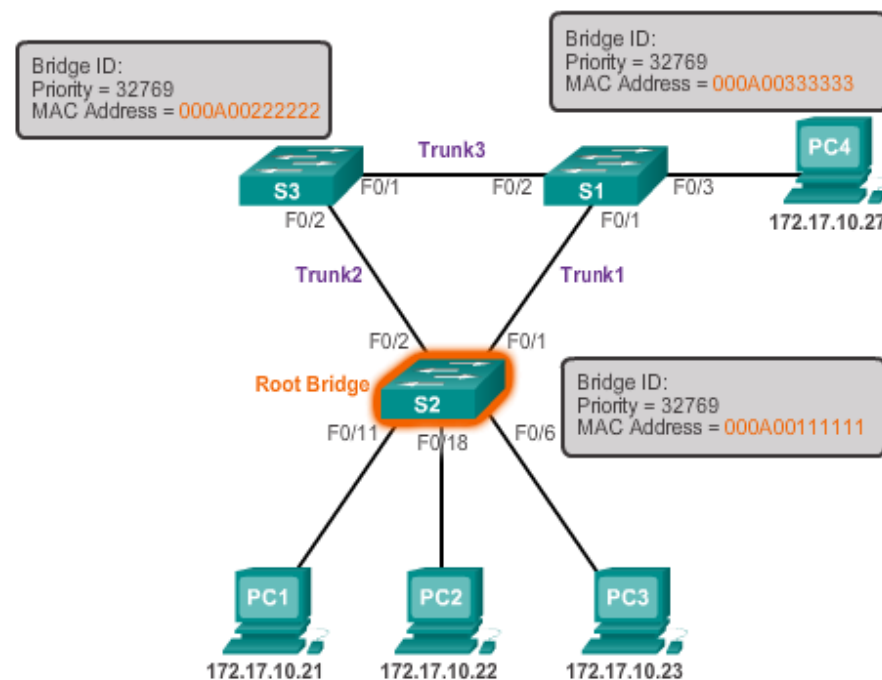 Bridge ID:
Priority = 32769
MAC Address = 000A00222222
Bridge ID:
Priority = 32769
MAC Address = 000A00333333
PC4
Trunk3
S3
F0/1
F0/2
S1
F0/3
F0/2
F0/1
172.17.10.27
Trunk2
Trunk1
F0/2
F0/1
Root Bridge
S2
Bridge ID:
Priority = 32769
MAC Address = 000A00111111
F0/11
F0/18
F0/6
PC1
PC2
PC3
172.17.10.21
172.17.10.22
172.17.10.23